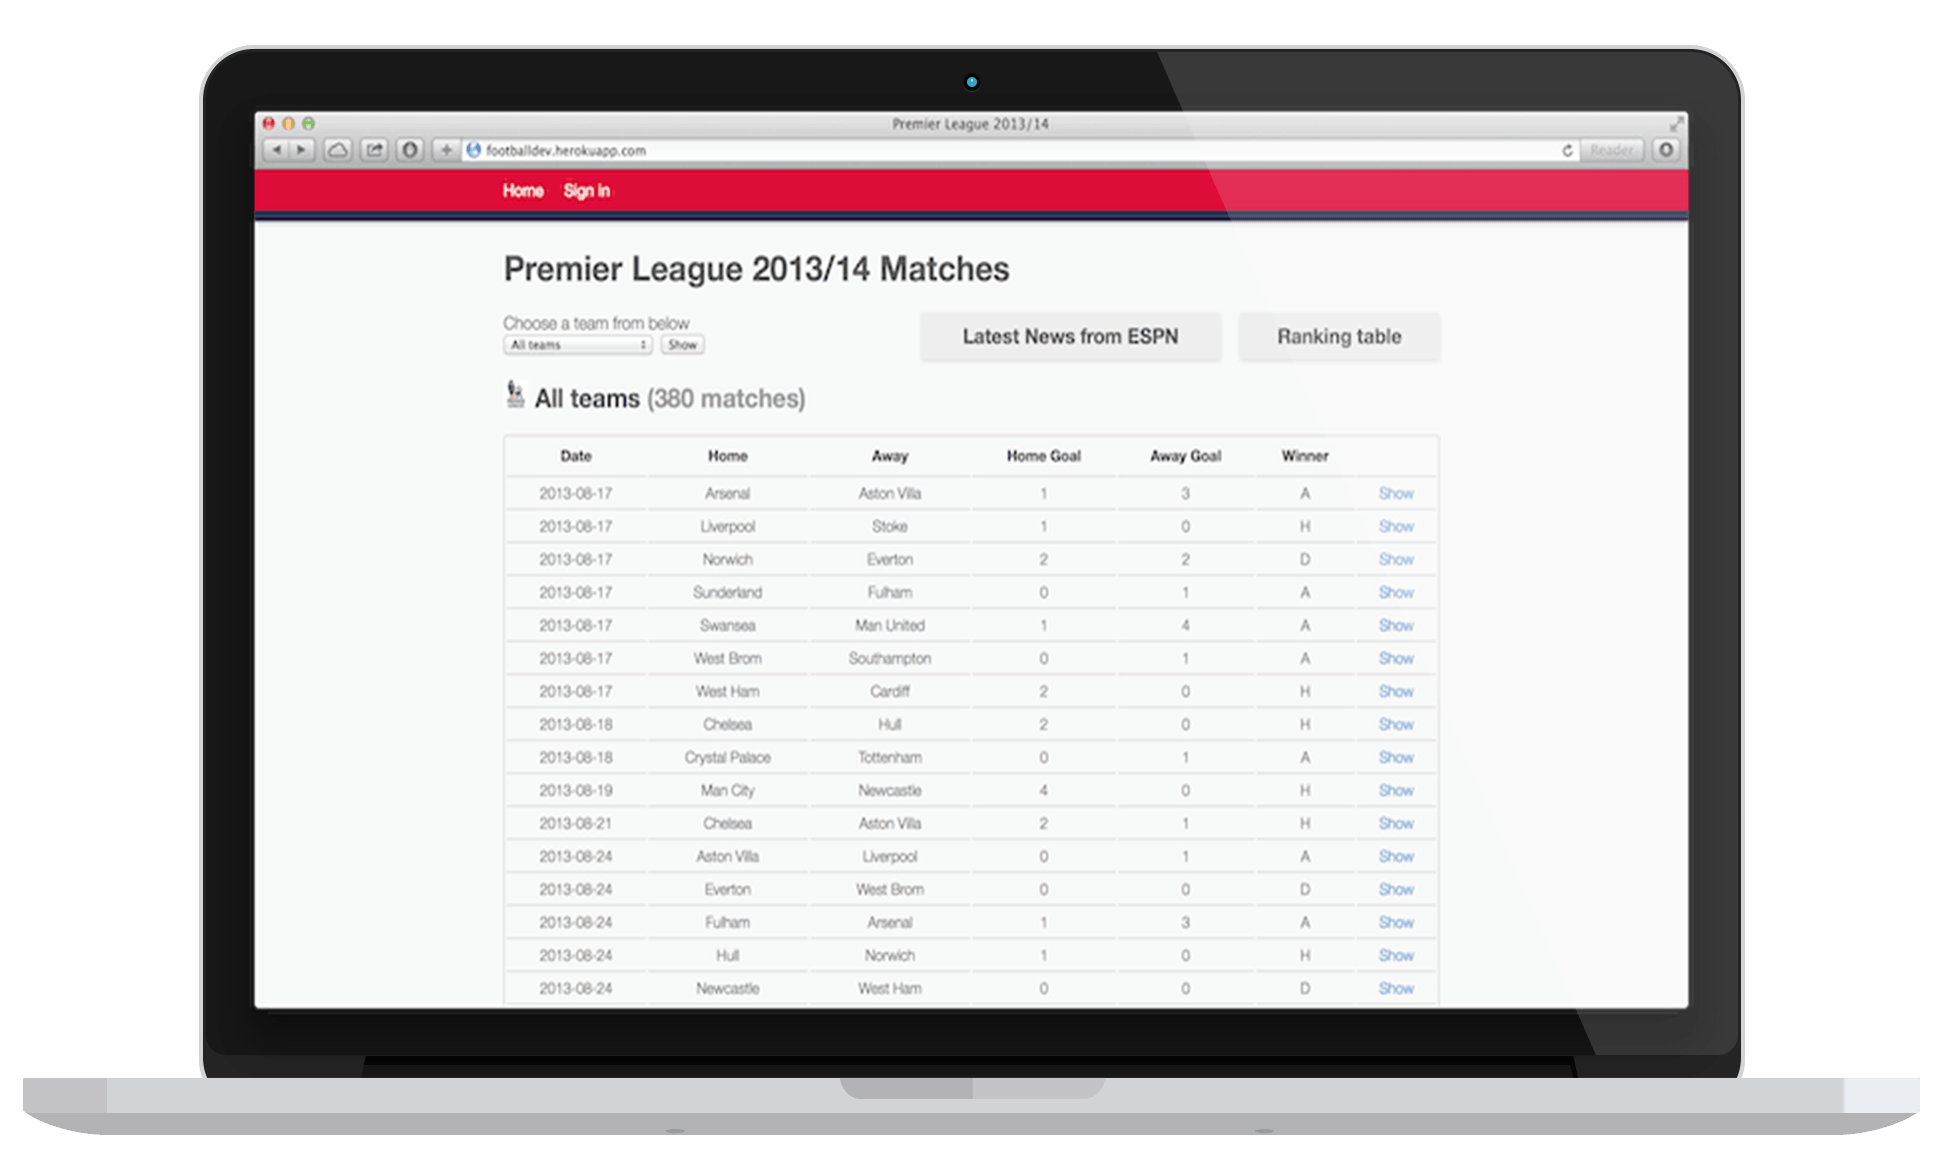 Premier League 2013/14
footballdev.herokuapp.com
Reader
Home Sign in
Premier League 2013/14 Matches
Choose a team from below
All teams Show
Latest News from ESPN Ranking table
All teams (380 matches)
Date Home Away Home Goal Away Goal Winner
2013-08-17 Arsenal Aston Villa 1 3 A Show
2013-08-17 Liverpool Stoke 1 0 H Show
2013-08-17 Norwich Everton 2 2 D Show
2013-08-17 Sunderland Fulham 0 1 A Show
2013-08-17 Swansea Man United 1 4 A Show
2013-08-17 West Brom Southampton 0 1 A Show
2013-08-17 West Ham Cardiff 2 0 H Show
2013-08-18 Chelsea Hull 2 0 H Show
2013-08-18 Crystal Palace Tottenham 0 1 A Show
2013-08-19 Man City Newcastle 4 0 H Show
2013-08-21 Chelsea Aston Villa 2 1 H Show
2013-08-24 Aston Villa Liverpool 0 1 A Show
2013-08-24 Everton West Brom 0 0 D Show
2013-08-24 Fulham Arsenal 1 3 A Show
2013-08-24 Hull Norwich 1 0 H Show
2013-08-24 Newcastle West Ham 0 0 D Show